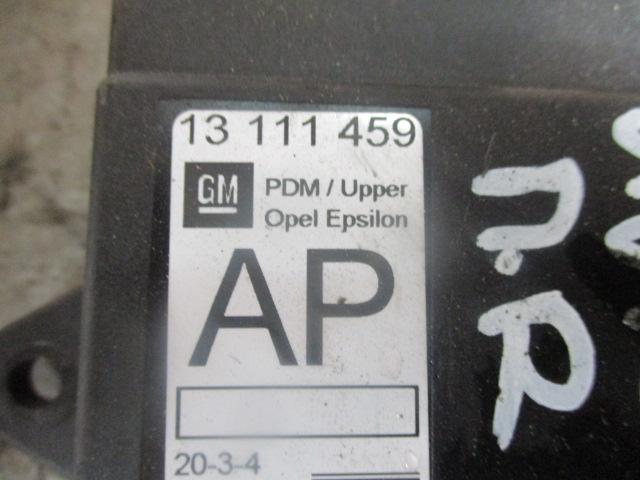 13 111 459
GM
PDM / Upper
Opel Epsilon
AP
20-3-4